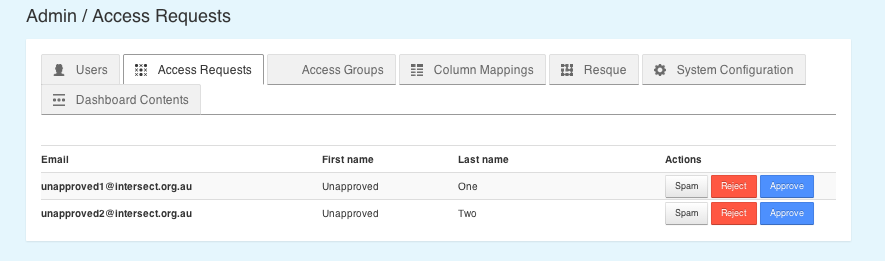 Admin / Access Requests
Users Access Requests Access Groups Column Mappings Resque System Configuration
Dashboard Contents
Email First name Last name Actions
unapproved1@intersect.org.au Unapproved One Spam Reject Approve
unapproved2@intersect.org.au Unapproved Two Spam Reject Approve